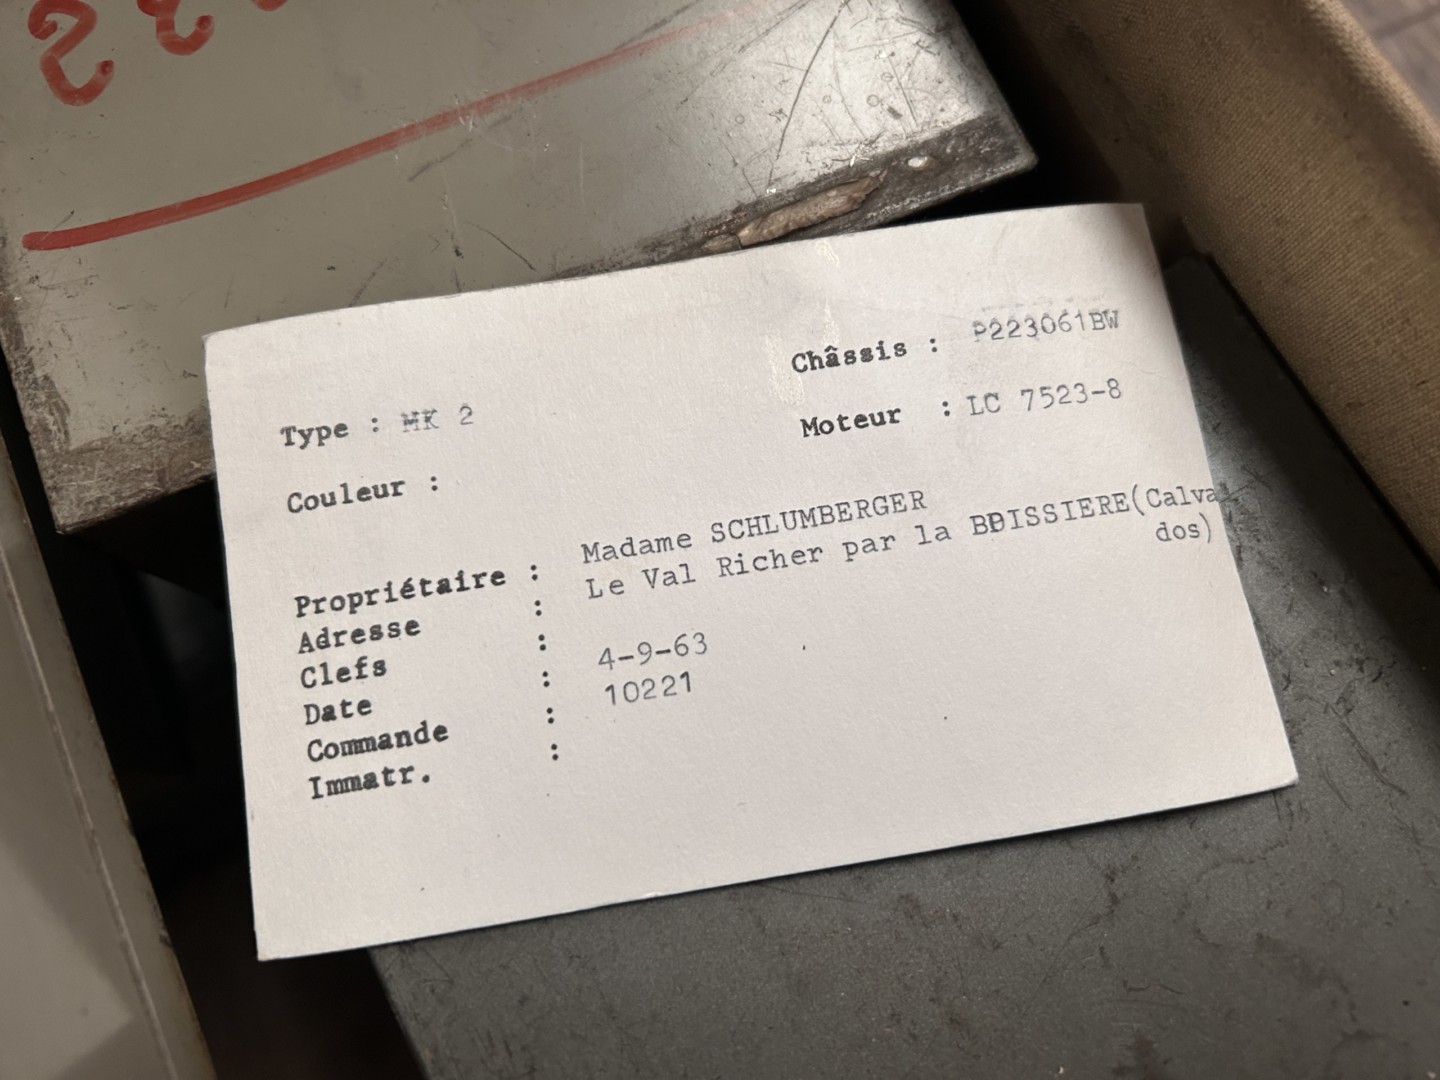 Châssis : P223061BW
Type : MK 2
Moteur : LC 7523-8
Couleur :
Propriétaire : Madame SCHLUMBERGER
Adresse : Le Val Richer par la BOISSIERE(Calva
dos)
Clefs :
Date : 4-9-63
Commande : 10221
Immatr. :